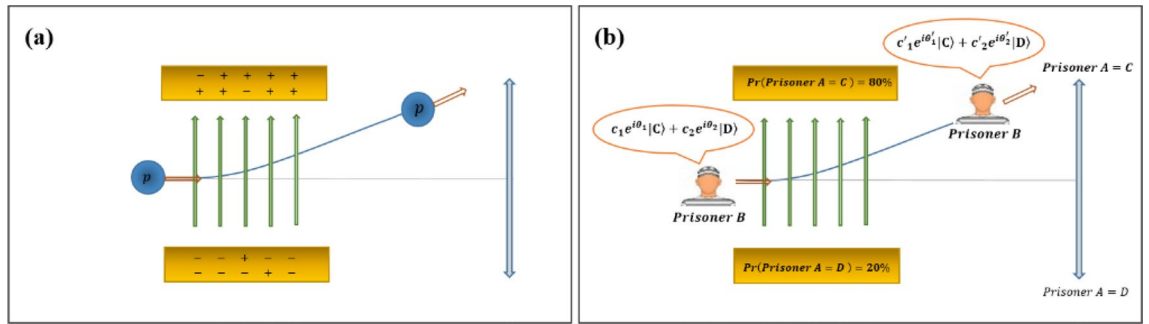 (a)
− + + + +
+ + − + +
p
p
− − + − −
− − − + −
(b)
c′₁e^{iθ′₁}|C⟩ + c′₂e^{iθ′₂}|D⟩
Prisoner A = C
Pr(Prisoner A = C) = 80%
c₁e^{iθ₁}|C⟩ + c₂e^{iθ₂}|D⟩
Prisoner B
Prisoner B
Pr(Prisoner A = D) = 20%
Prisoner A = D